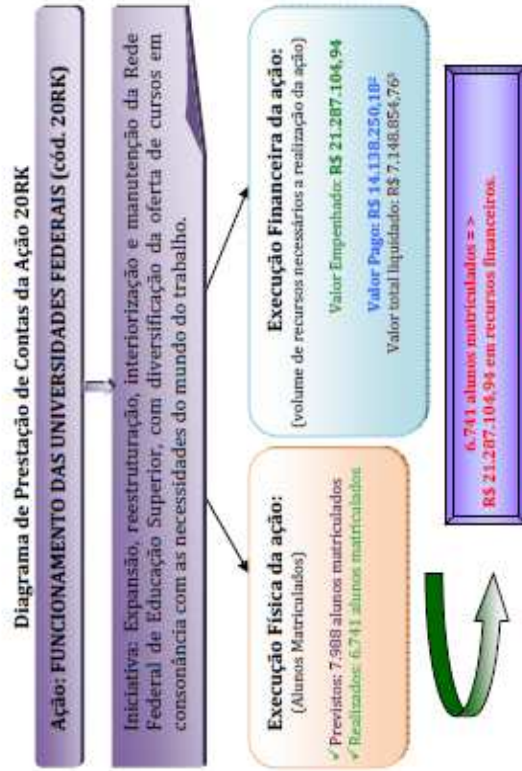 Diagrama de Prestação de Contas da Ação 20RK
Ação: FUNCIONAMENTO DAS UNIVERSIDADES FEDERAIS (cód. 20RK)
Iniciativa: Expansão, reestruturação, interiorização e manutenção da Rede
Federal de Educação Superior, com diversificação da oferta de cursos em
consonância com as necessidades do mundo do trabalho.
Execução Física da ação:
(Alunos Matriculados)
✓ Previstos: 7.988 alunos matriculados
✓ Realizados: 6.741 alunos matriculados
Execução Financeira da ação:
(volume de recursos necessários a realização da ação)
Valor Empenhado: R$ 21.287.104,94
Valor Pago: R$ 14.138.250,18²
Valor total liquidado: R$ 7.148.854,76³
6.741 alunos matriculados = >
R$ 21.287.104,94 em recursos financeiros.